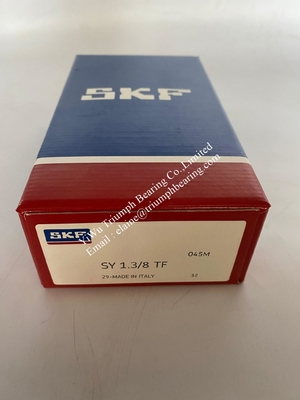 SKF
YiWu Triumph Bearing Co.,Limited
Email : elaine@triumphbearing.com
SKF
045M
SY 1.3/8 TF
29-MADE IN ITALY